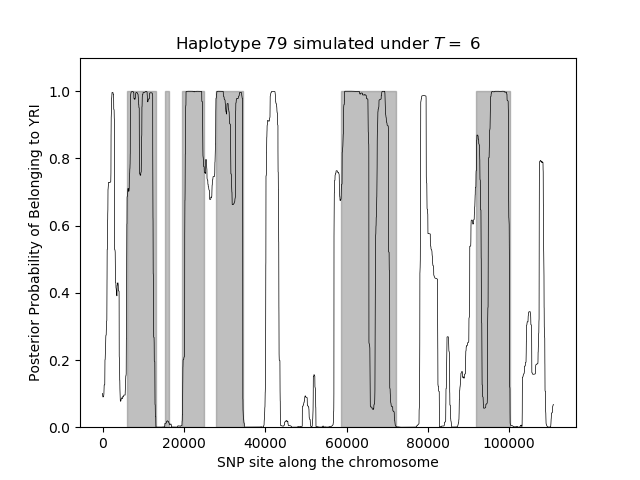 Haplotype 79 simulated under T = 6
Posterior Probability of Belonging to YRI
1.0
0.8
0.6
0.4
0.2
0.0
0 20000 40000 60000 80000 100000
SNP site along the chromosome